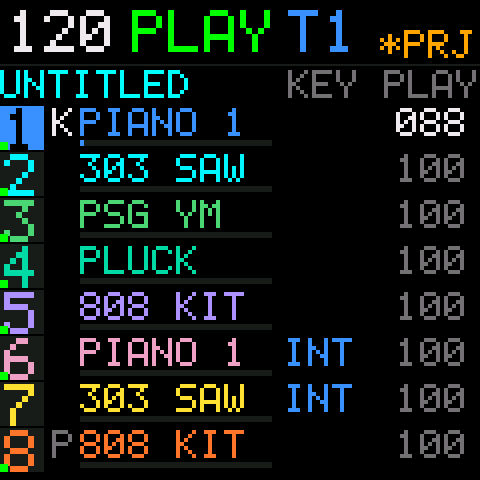 120 PLAY T1 *PRJ
UNTITLED KEY PLAY
1 K PIANO 1 088
2 303 SAW 100
3 PSG YM 100
4 PLUCK 100
5 808 KIT 100
6 PIANO 1 INT 100
7 303 SAW INT 100
8 P 808 KIT 100